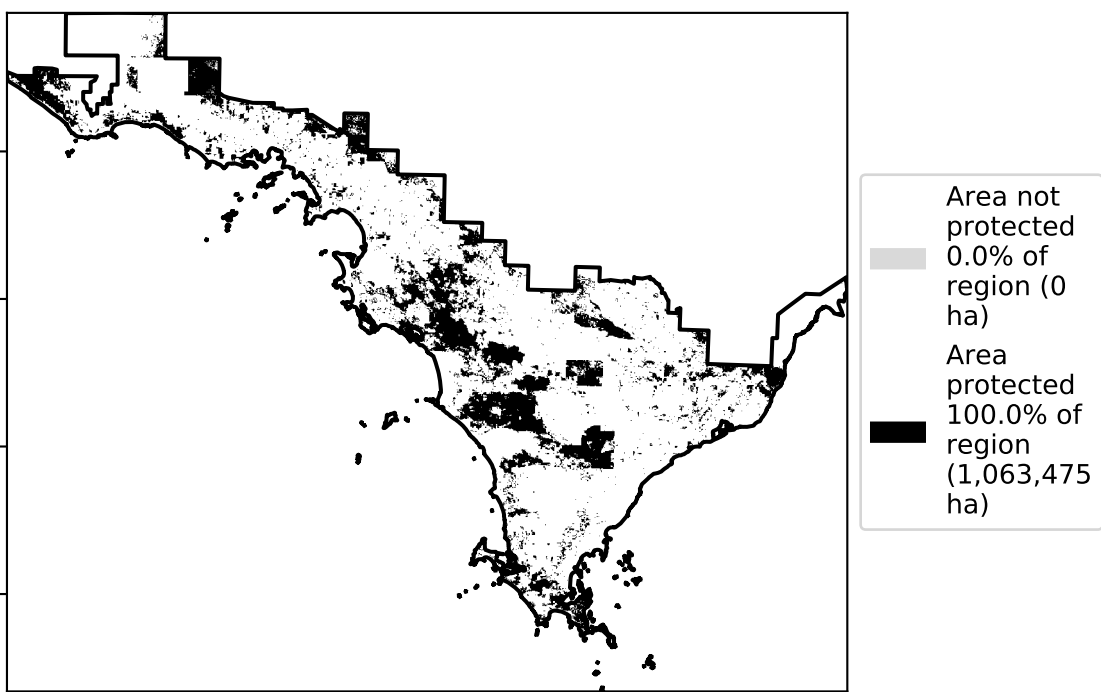 Area not
protected
0.0% of
region (0
ha)
Area
protected
100.0% of
region
(1,063,475
ha)